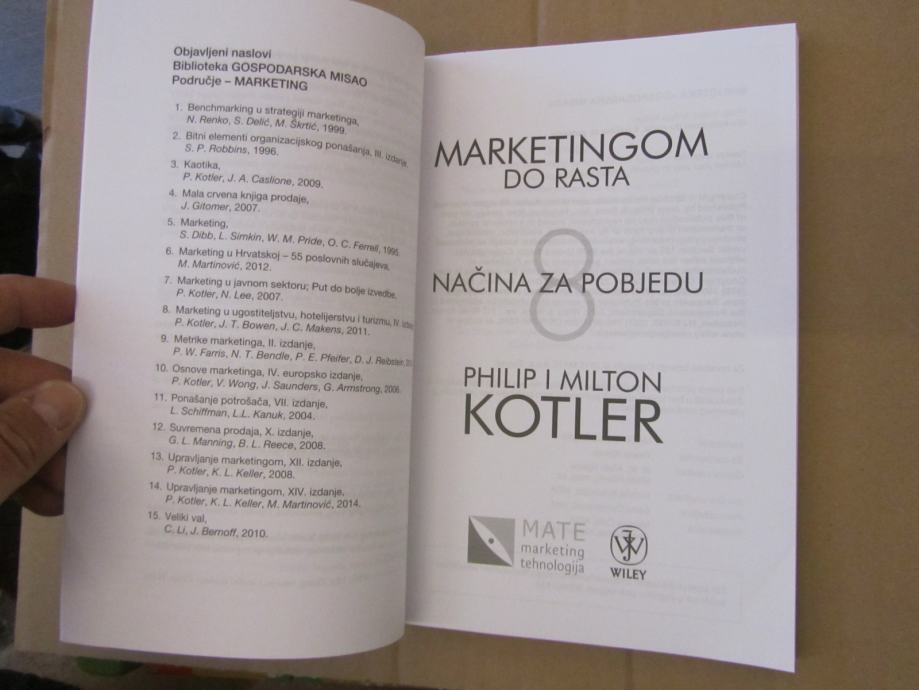 Objavljeni naslovi
Biblioteka GOSPODARSKA MISAO
Područje – MARKETING
1. Benchmarking u strategiji marketinga,
N. Renko, S. Delić, M. Škrtić, 1999.
2. Bitni elementi organizacijskog ponašanja, III. izdanje,
S. P. Robbins, 1996.
3. Kaotika,
P. Kotler, J. A. Caslione, 2009.
4. Mala crvena knjiga prodaje,
J. Gitomer, 2007.
5. Marketing,
S. Dibb, L. Simkin, W. M. Pride, O. C. Ferrell, 1995.
6. Marketing u Hrvatskoj – 55 poslovnih slučajeva,
M. Martinović, 2012.
7. Marketing u javnom sektoru; Put do bolje izvedbe,
P. Kotler, N. Lee, 2007.
8. Marketing u ugostiteljstvu, hotelijerstvu i turizmu, IV.
P. Kotler, J. T. Bowen, J. C. Makens, 2011.
9. Metrike marketinga, II. izdanje,
P. W. Farris, N. T. Bendle, P. E. Pfeifer, D. J. Reibstein,
10. Osnove marketinga, IV. europsko izdanje,
P. Kotler, V. Wong, J. Saunders, G. Armstrong, 2006.
11. Ponašanje potrošača, VII. izdanje,
L. Schiffman, L.L. Kanuk, 2004.
12. Suvremena prodaja, X. izdanje,
G. L. Manning, B. L. Reece, 2008.
13. Upravljanje marketingom, XII. izdanje,
P. Kotler, K. L. Keller, 2008.
14. Upravljanje marketingom, XIV. izdanje,
P. Kotler, K. L. Keller, M. Martinović, 2014.
15. Veliki val,
C. Li, J. Bernoff, 2010.
MARKETINGOM
DO RASTA
8
NAČINA ZA POBJEDU
PHILIP I MILTON
KOTLER
MATE
marketing
tehnologija
WILEY